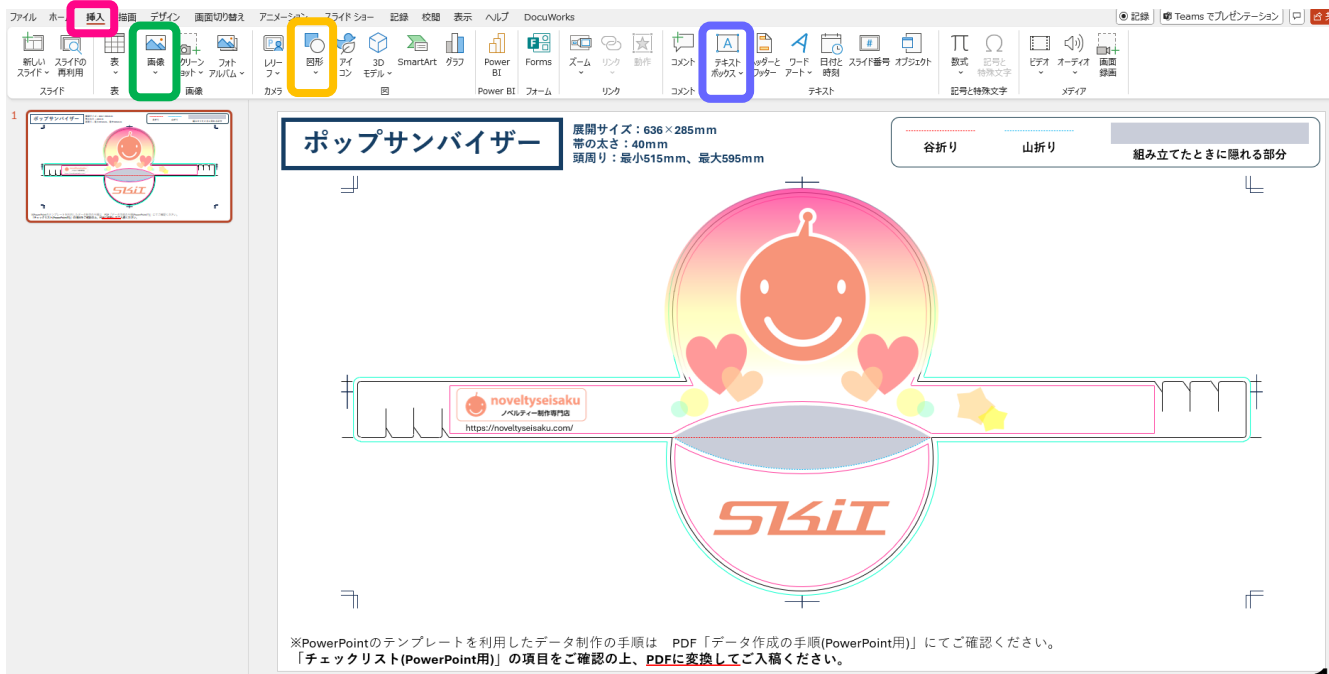 ファイル ホーム 挿入 描画 デザイン 画面切り替え アニメーション スライド ショー 記録 校閲 表示 ヘルプ DocuWorks
記録 Teams でプレゼンテーション
新しい スライド スライドの 再利用 表 画像 フォト アルバム 図形 アイコン 3D モデル SmartArt グラフ Power BI Forms ズーム リンク 動作 コメント テキスト ボックス ワード アート 日付と 時刻 スライド番号 オブジェクト 数式 記号と 特殊文字 ビデオ オーディオ 画面 録画
スライド 表 画像 カメラ 図 Power BI フォーム リンク コメント テキスト 記号と特殊文字 メディア
1
ポップサンバイザー
展開サイズ：636×285mm
帯の太さ：40mm
頭周り：最小515mm、最大595mm
谷折り
山折り
組み立てたときに隠れる部分
noveltyseisaku
ノベルティー制作専門店
https://noveltyseisaku.com/
SKiT
※PowerPointのテンプレートを利用したデータ制作の手順は　PDF「データ作成の手順(PowerPoint用)」にてご確認ください。
「チェックリスト(PowerPoint用)」の項目をご確認の上、PDFに変換してご入稿ください。